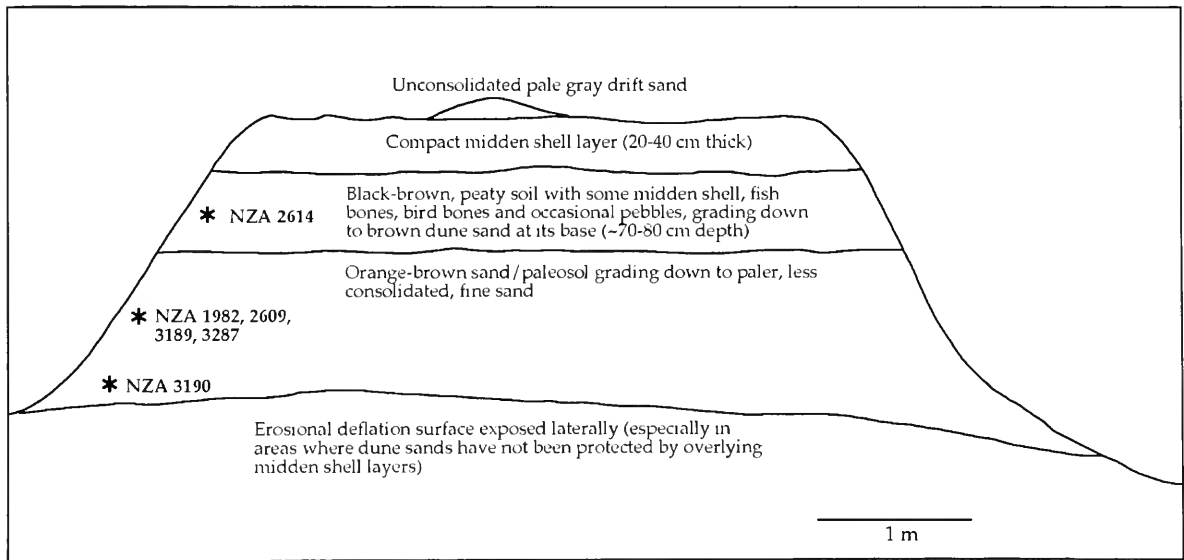 Unconsolidated pale gray drift sand
Compact midden shell layer (20-40 cm thick)
Black-brown, peaty soil with some midden shell, fish
bones, bird bones and occasional pebbles, grading down
to brown dune sand at its base (~70-80 cm depth)
* NZA 2614
Orange-brown sand/paleosol grading down to paler, less
consolidated, fine sand
* NZA 1982, 2609,
3189, 3287
* NZA 3190
Erosional deflation surface exposed laterally (especially in
areas where dune sands have not been protected by overlying
midden shell layers)
1 m